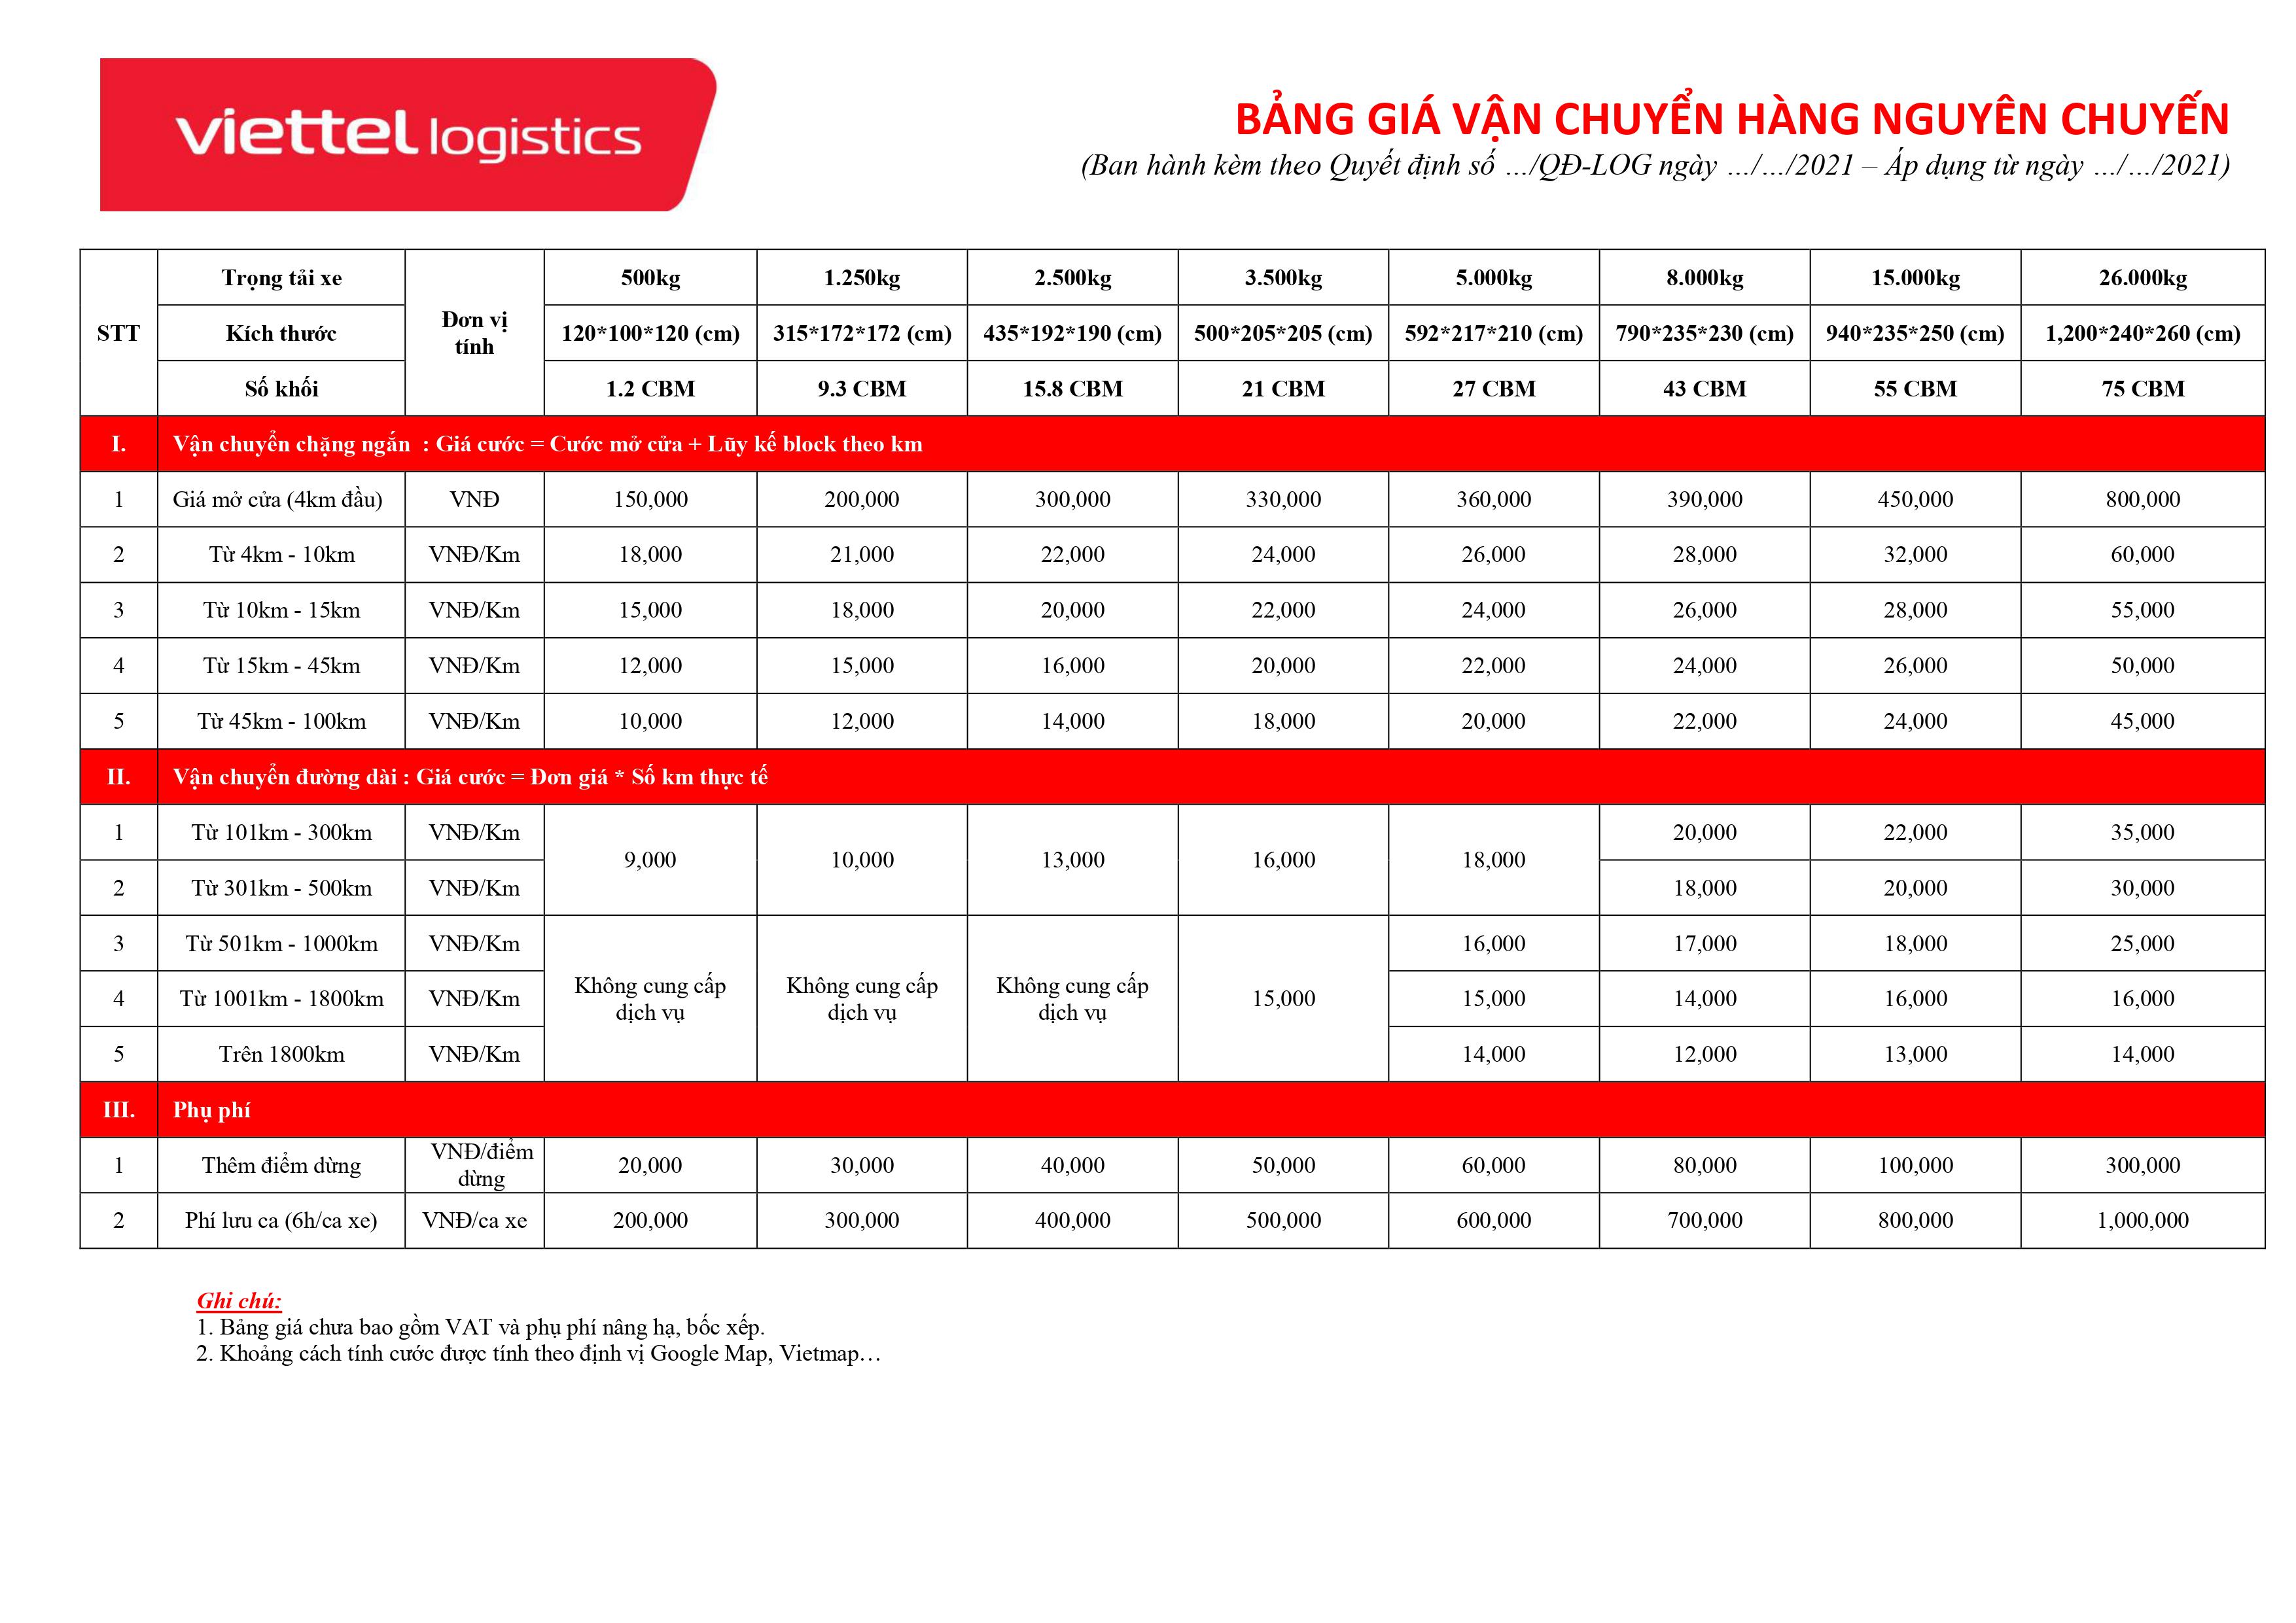 viettel logistics
BẢNG GIÁ VẬN CHUYỂN HÀNG NGUYÊN CHUYẾN
(Ban hành kèm theo Quyết định số …/QĐ-LOG ngày …/…/2021 – Áp dụng từ ngày …/…/2021)
STT Trọng tải xe Đơn vị tính 500kg 1.250kg 2.500kg 3.500kg 5.000kg 8.000kg 15.000kg 26.000kg
Kích thước 120*100*120 (cm) 315*172*172 (cm) 435*192*190 (cm) 500*205*205 (cm) 592*217*210 (cm) 790*235*230 (cm) 940*235*250 (cm) 1,200*240*260 (cm)
Số khối 1.2 CBM 9.3 CBM 15.8 CBM 21 CBM 27 CBM 43 CBM 55 CBM 75 CBM
I. Vận chuyển chặng ngắn : Giá cước = Cước mở cửa + Lũy kế block theo km
1 Giá mở cửa (4km đầu) VNĐ 150,000 200,000 300,000 330,000 360,000 390,000 450,000 800,000
2 Từ 4km - 10km VNĐ/Km 18,000 21,000 22,000 24,000 26,000 28,000 32,000 60,000
3 Từ 10km - 15km VNĐ/Km 15,000 18,000 20,000 22,000 24,000 26,000 28,000 55,000
4 Từ 15km - 45km VNĐ/Km 12,000 15,000 16,000 20,000 22,000 24,000 26,000 50,000
5 Từ 45km - 100km VNĐ/Km 10,000 12,000 14,000 18,000 20,000 22,000 24,000 45,000
II. Vận chuyển đường dài : Giá cước = Đơn giá * Số km thực tế
1 Từ 101km - 300km VNĐ/Km 9,000 10,000 13,000 16,000 18,000 20,000 22,000 35,000
2 Từ 301km - 500km VNĐ/Km 18,000 20,000 30,000
3 Từ 501km - 1000km VNĐ/Km Không cung cấp dịch vụ Không cung cấp dịch vụ Không cung cấp dịch vụ 15,000 16,000 17,000 18,000 25,000
4 Từ 1001km - 1800km VNĐ/Km 15,000 14,000 16,000 16,000
5 Trên 1800km VNĐ/Km 14,000 12,000 13,000 14,000
III. Phụ phí
1 Thêm điểm dừng VNĐ/điểm dừng 20,000 30,000 40,000 50,000 60,000 80,000 100,000 300,000
2 Phí lưu ca (6h/ca xe) VNĐ/ca xe 200,000 300,000 400,000 500,000 600,000 700,000 800,000 1,000,000
Ghi chú:
1. Bảng giá chưa bao gồm VAT và phụ phí nâng hạ, bốc xếp.
2. Khoảng cách tính cước được tính theo định vị Google Map, Vietmap…